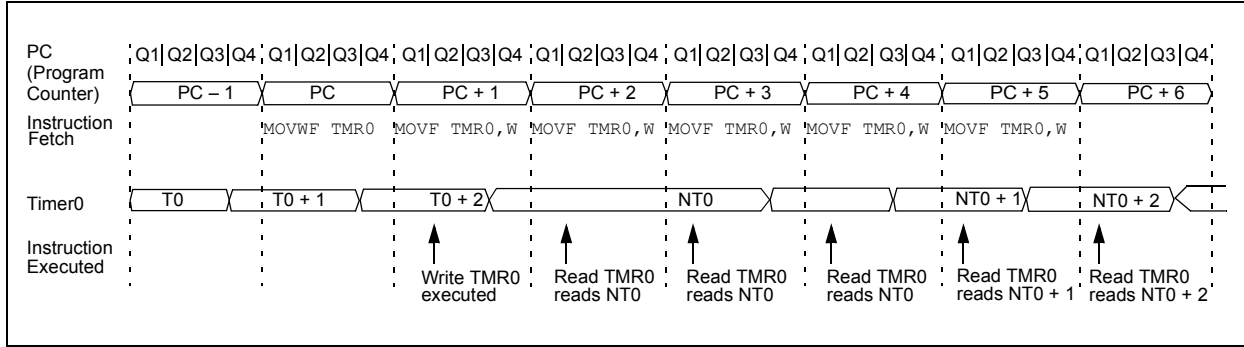 PC (Program Counter)
Q1 Q2 Q3 Q4 Q1 Q2 Q3 Q4 Q1 Q2 Q3 Q4 Q1 Q2 Q3 Q4 Q1 Q2 Q3 Q4 Q1 Q2 Q3 Q4 Q1 Q2 Q3 Q4 Q1 Q2 Q3 Q4
PC – 1 PC PC + 1 PC + 2 PC + 3 PC + 4 PC + 5 PC + 6
Instruction Fetch
MOVWF TMR0 MOVF TMR0,W MOVF TMR0,W MOVF TMR0,W MOVF TMR0,W MOVF TMR0,W
Timer0
T0 T0 + 1 T0 + 2 NT0 NT0 + 1 NT0 + 2
Instruction Executed
Write TMR0 executed
Read TMR0 reads NT0
Read TMR0 reads NT0
Read TMR0 reads NT0
Read TMR0 reads NT0 + 1
Read TMR0 reads NT0 + 2